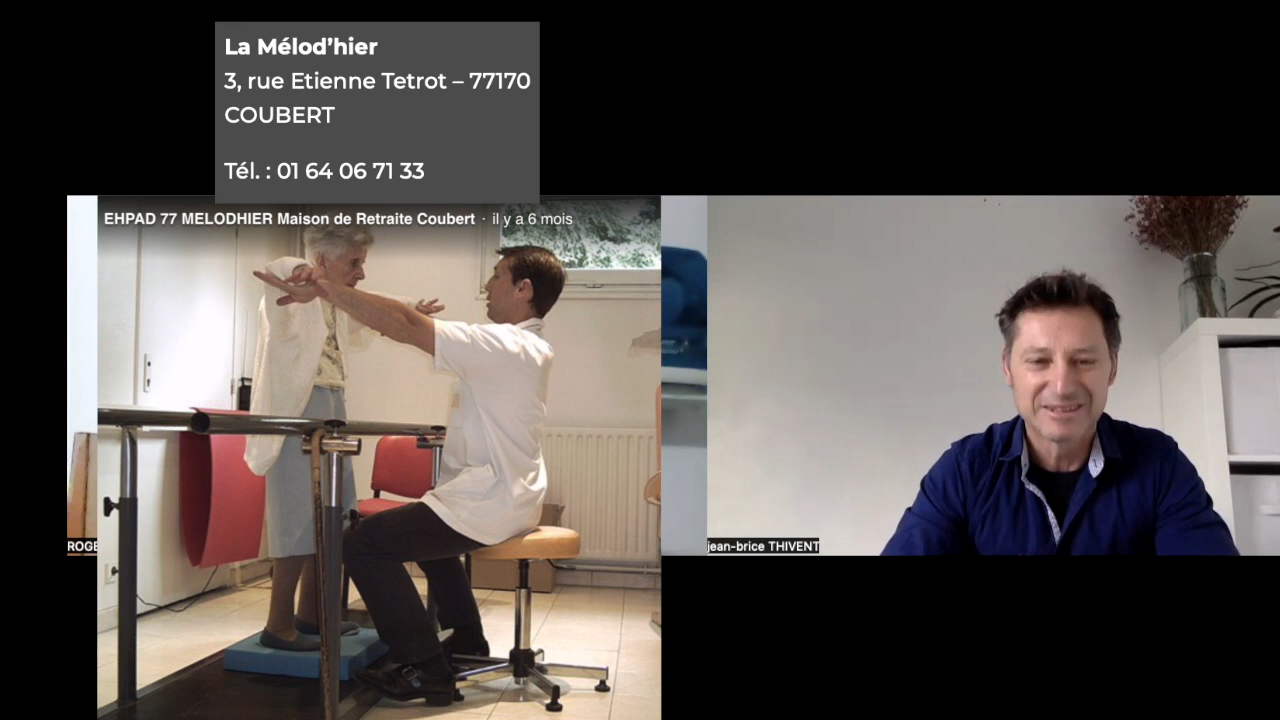 La Mélod’hier
3, rue Etienne Tetrot – 77170
COUBERT
Tél. : 01 64 06 71 33
EHPAD 77 MELODHIER Maison de Retraite Coubert · il y a 6 mois
ROGE
jean-brice THIVENT